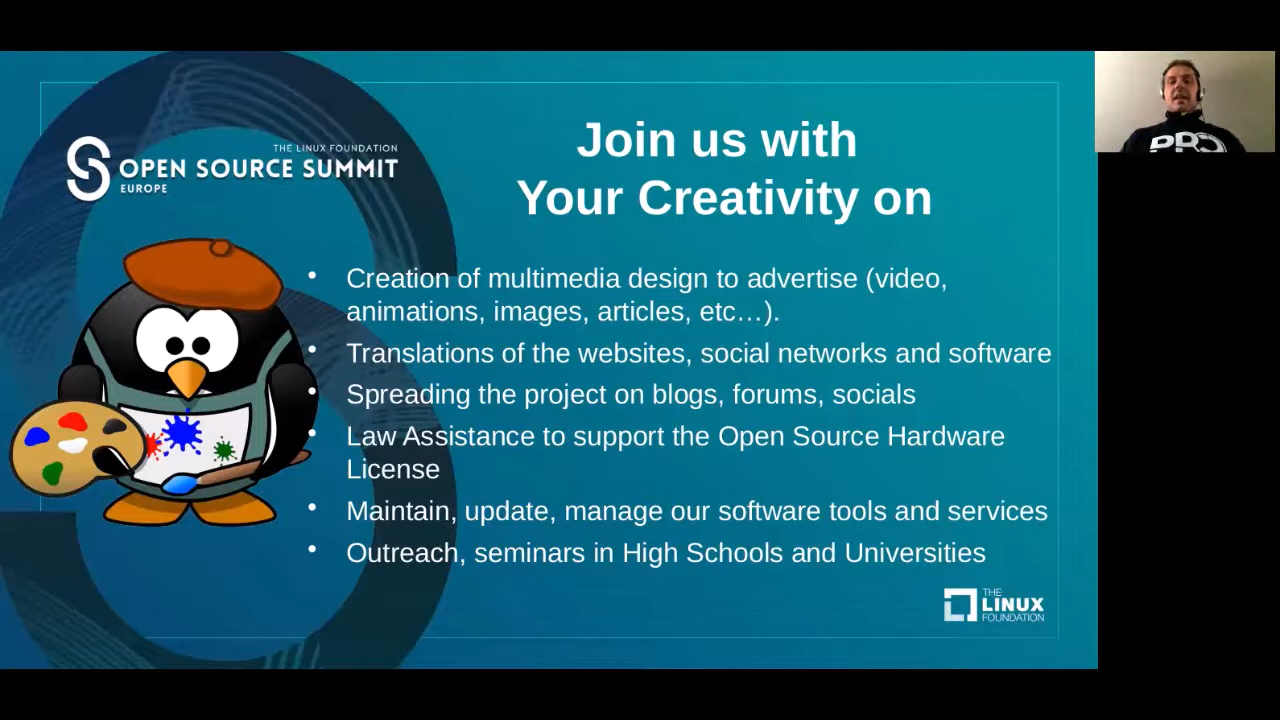 THE LINUX FOUNDATION
OPEN SOURCE SUMMIT
EUROPE
Join us with
Your Creativity on
• Creation of multimedia design to advertise (video,
animations, images, articles, etc…).
• Translations of the websites, social networks and software
• Spreading the project on blogs, forums, socials
• Law Assistance to support the Open Source Hardware
License
• Maintain, update, manage our software tools and services
• Outreach, seminars in High Schools and Universities
THE
LINUX
FOUNDATION